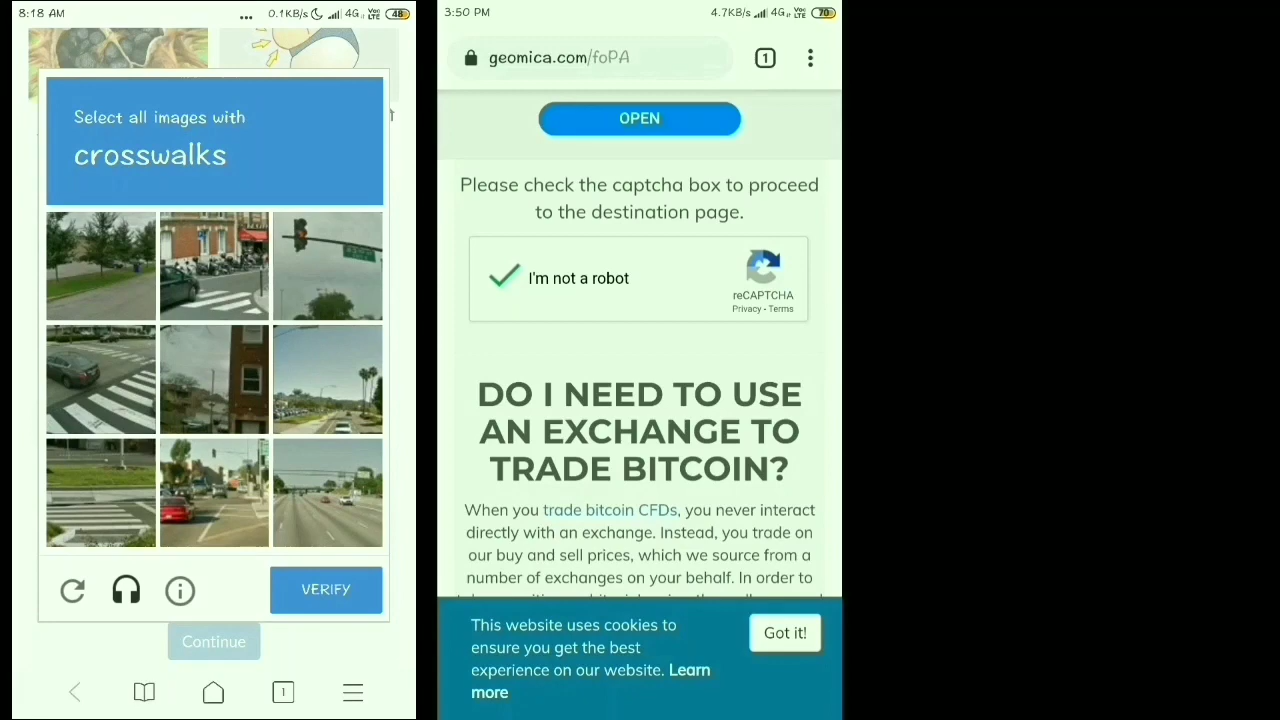 8:18 AM
... 0.1KB/s 4G Vo LTE 48
Select all images with
crosswalks
VERIFY
Continue
1
3:50 PM
4.7KB/s 4G Vo LTE 70
geomica.com/foPA
1
OPEN
Please check the captcha box to proceed
to the destination page.
I'm not a robot
reCAPTCHA
Privacy - Terms
DO I NEED TO USE
AN EXCHANGE TO
TRADE BITCOIN?
When you trade bitcoin CFDs, you never interact
directly with an exchange. Instead, you trade on
our buy and sell prices, which we source from a
number of exchanges on your behalf. In order to
This website uses cookies to
ensure you get the best
experience on our website. Learn
more
Got it!